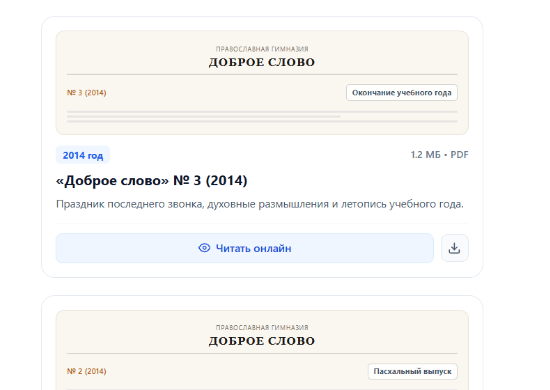 ПРАВОСЛАВНАЯ ГИМНАЗИЯ
ДОБРОЕ СЛОВО
№ 3 (2014)
Окончание учебного года
2014 год
1.2 МБ • PDF
«Доброе слово» № 3 (2014)
Праздник последнего звонка, духовные размышления и летопись учебного года.
Читать онлайн
ПРАВОСЛАВНАЯ ГИМНАЗИЯ
ДОБРОЕ СЛОВО
№ 2 (2014)
Пасхальный выпуск